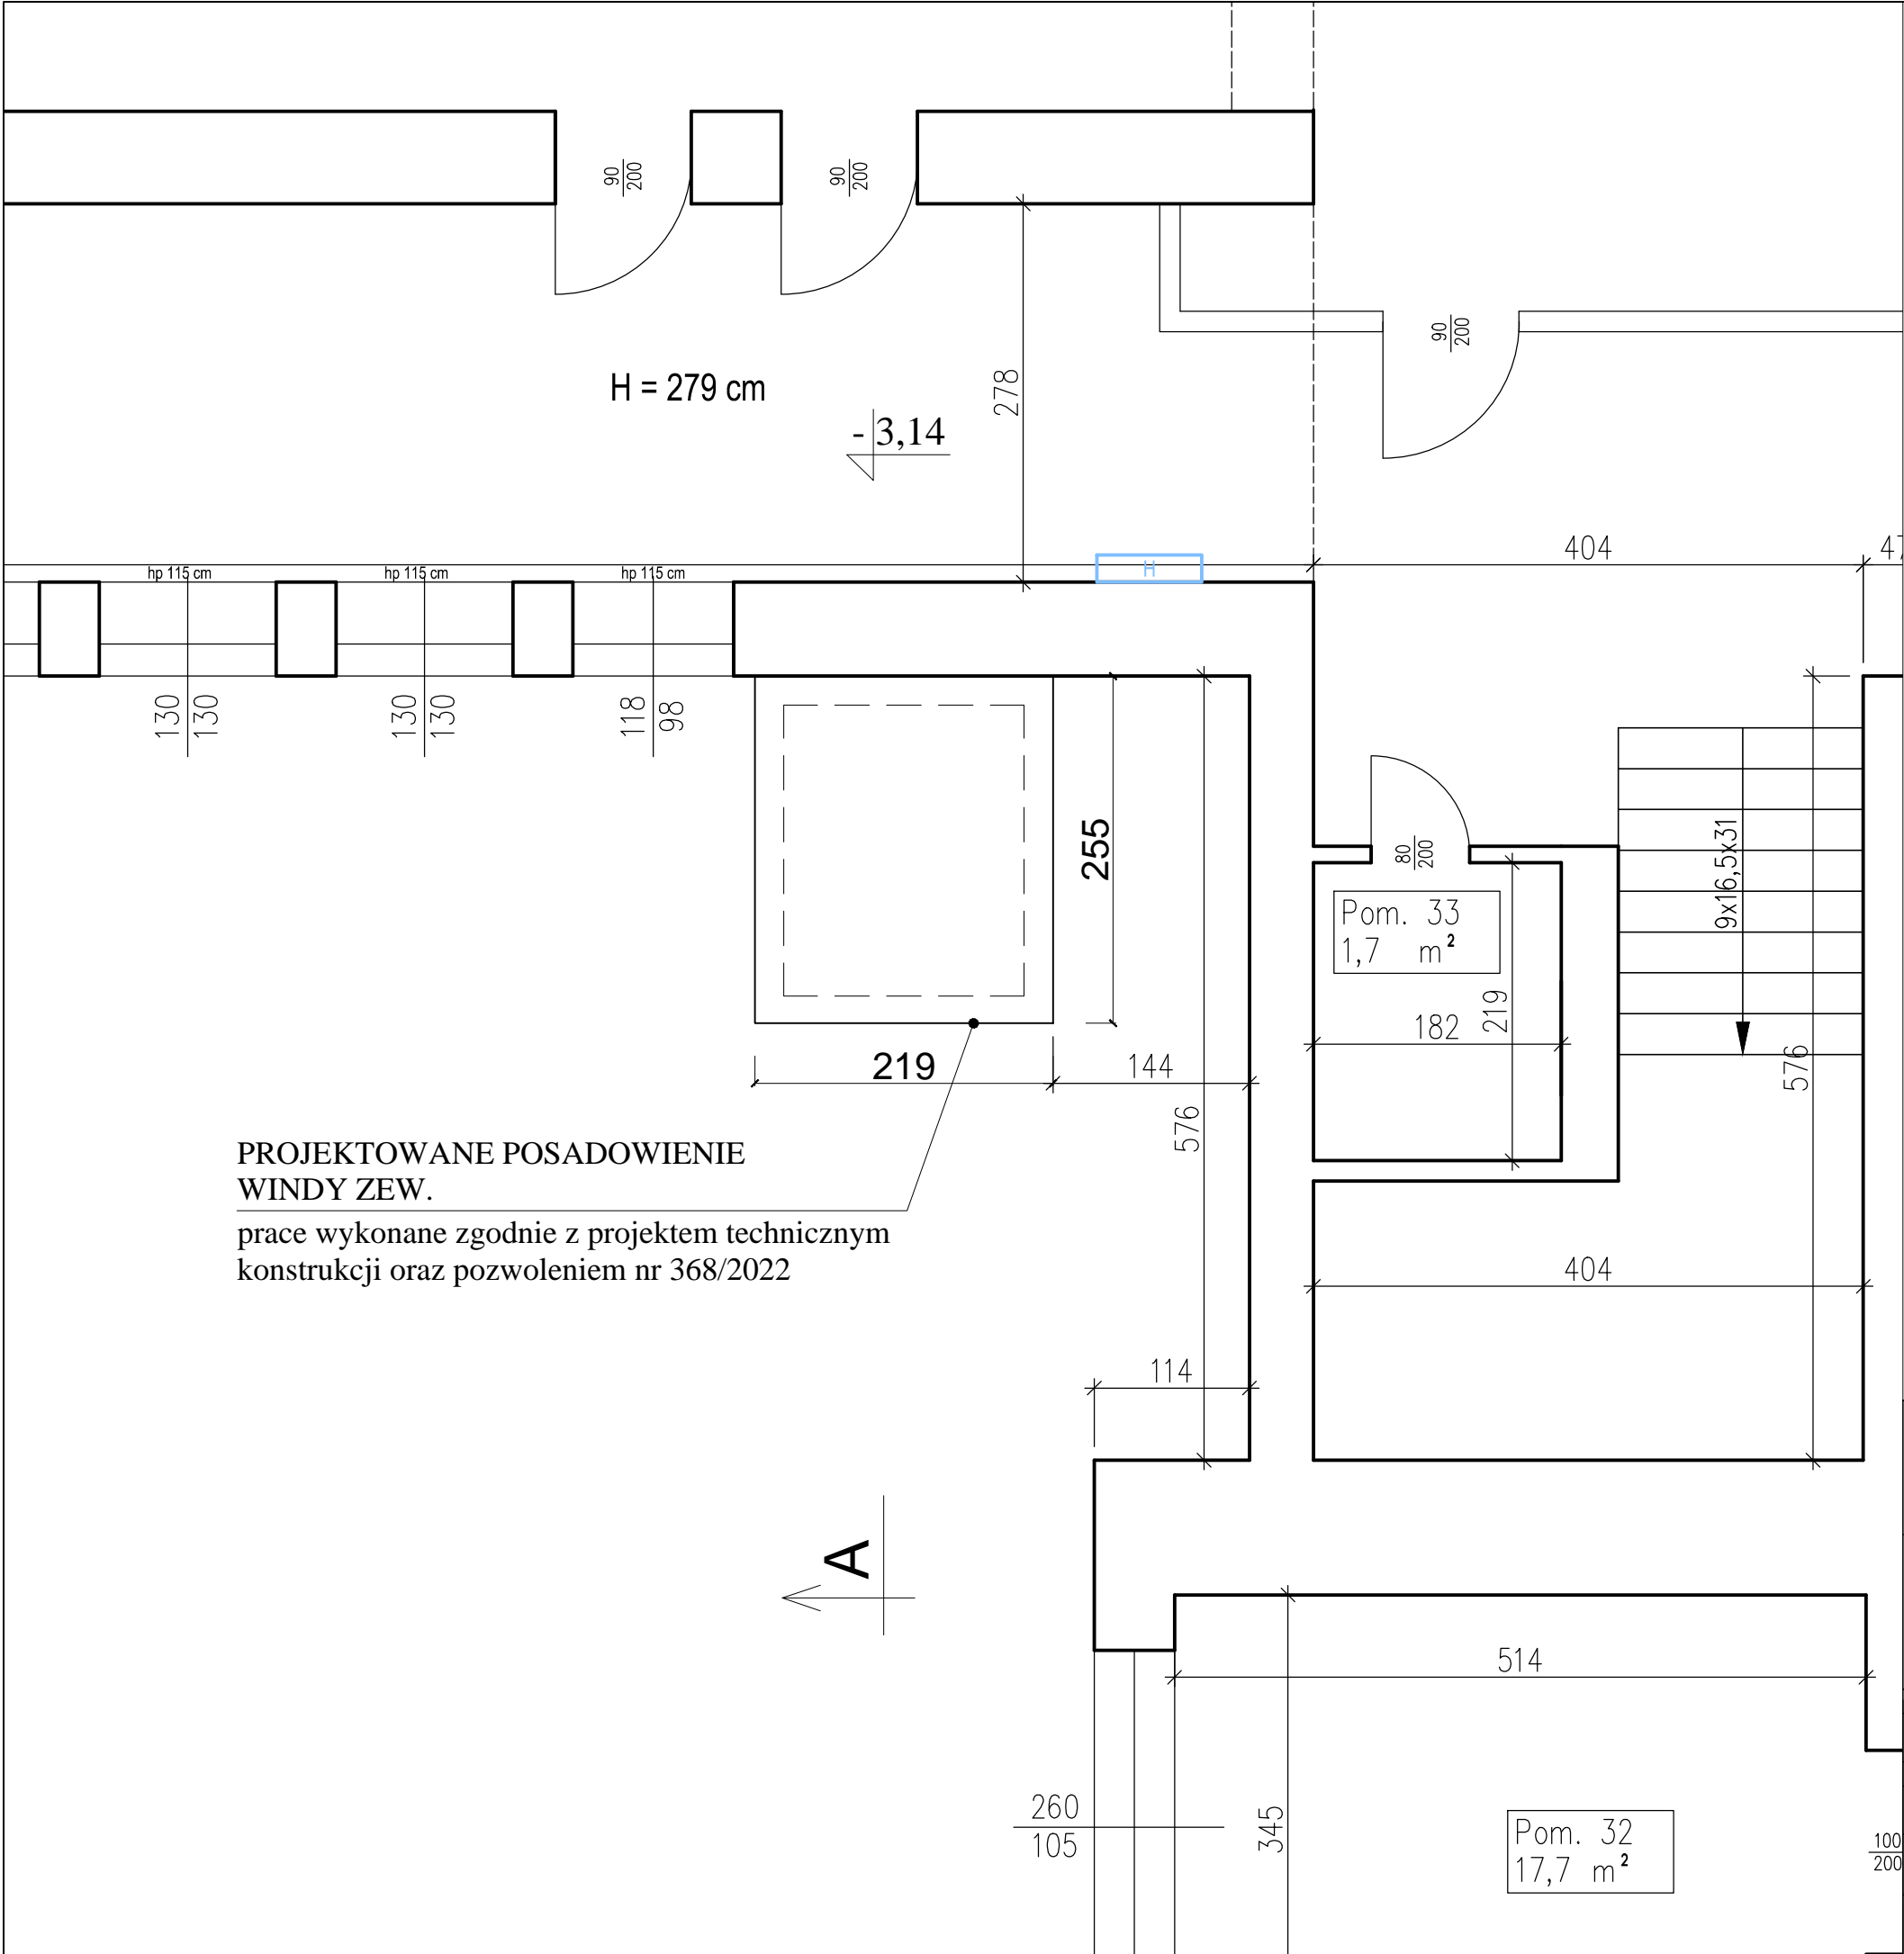 90
200
90
200
90
200
H = 279 cm
278
-3,14
404
47
H
hp 115 cm
hp 115 cm
hp 115 cm
130
130
130
130
118
98
255
80
200
9x16,5x31
Pom. 33
1,7 m²
219
182
576
219
144
576
PROJEKTOWANE POSADOWIENIE
WINDY ZEW.
prace wykonane zgodnie z projektem technicznym
konstrukcji oraz pozwoleniem nr 368/2022
404
114
A
514
260
105
345
Pom. 32
17,7 m²
100
200